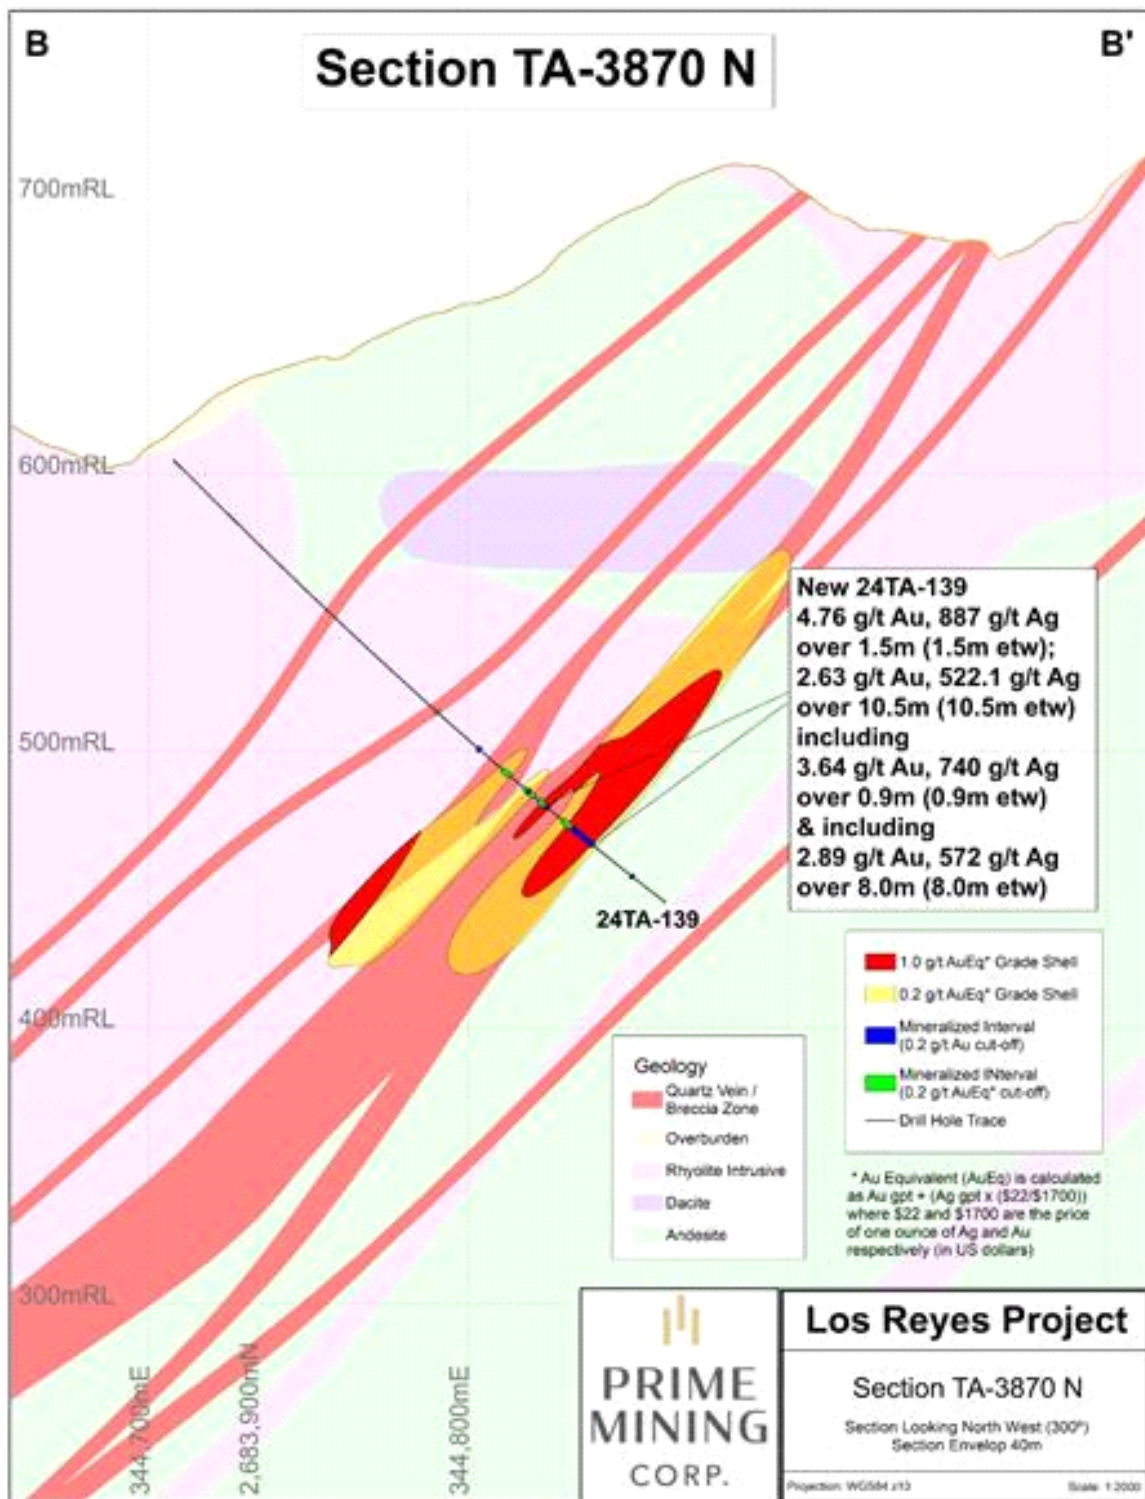 B
B'
Section TA-3870 N
700mRL
600mRL
500mRL
400mRL
300mRL
New 24TA-139
4.76 g/t Au, 887 g/t Ag
over 1.5m (1.5m etw);
2.63 g/t Au, 522.1 g/t Ag
over 10.5m (10.5m etw)
including
3.64 g/t Au, 740 g/t Ag
over 0.9m (0.9m etw)
& including
2.89 g/t Au, 572 g/t Ag
over 8.0m (8.0m etw)
24TA-139
1.0 g/t AuEq* Grade Shell
0.2 g/t AuEq* Grade Shell
Mineralized Interval
(0.2 g/t Au cut-off)
Mineralized INterval
(0.2 g/t AuEq* cut-off)
Drill Hole Trace
Geology
Quartz Vein /
Breccia Zone
Overburden
Rhyolite Intrusive
Dacite
Andesite
* Au Equivalent (AuEq) is calculated
as Au gpt + (Ag gpt x ($22/$1700))
where $22 and $1700 are the price
of one ounce of Ag and Au
respectively (in US dollars)
344,700mE
2,683,900mN
344,800mE
PRIME
MINING
CORP.
Los Reyes Project
Section TA-3870 N
Section Looking North West (300º)
Section Envelop 40m
Projection: WGS84 z13
Scale: 1:2000